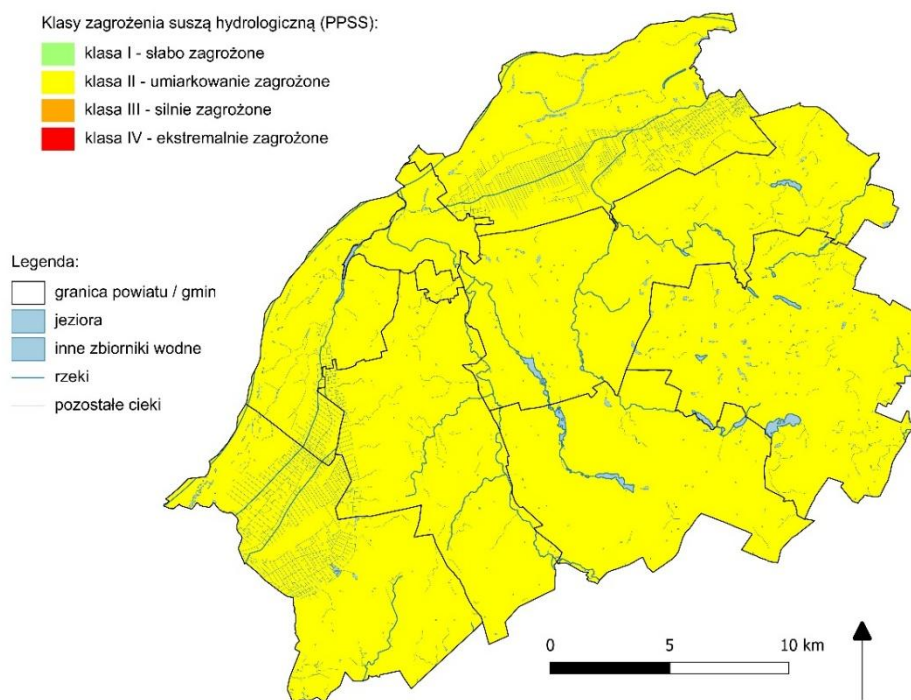 Klasy zagrożenia suszą hydrologiczną (PPSS):
klasa I - słabo zagrożone
klasa II - umiarkowanie zagrożone
klasa III - silnie zagrożone
klasa IV - ekstremalnie zagrożone
Legenda:
granica powiatu / gmin
jeziora
inne zbiorniki wodne
rzeki
pozostałe cieki
0 5 10 km